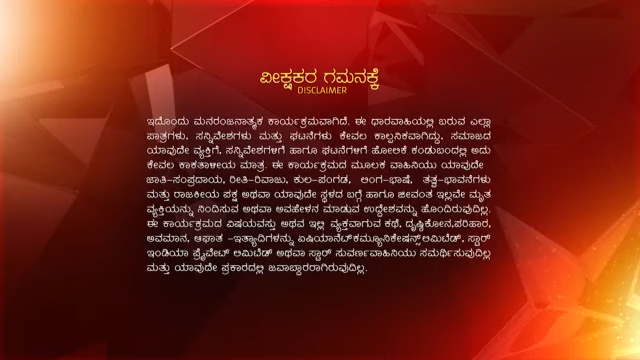 ವೀಕ್ಷಕರ ಗಮನಕ್ಕೆ
DISCLAIMER
ಇದೊಂದು ಮನರಂಜನಾತ್ಮಕ ಕಾರ್ಯಕ್ರಮವಾಗಿದೆ. ಈ ಧಾರವಾಹಿಯಲ್ಲಿ ಬರುವ ಎಲ್ಲಾ
ಪಾತ್ರಗಳು, ಸನ್ನಿವೇಶಗಳು ಮತ್ತು ಘಟನೆಗಳು ಕೇವಲ ಕಾಲ್ಪನಿಕವಾಗಿದ್ದು, ಸಮಾಜದ
ಯಾವುದೇ ವ್ಯಕ್ತಿಗೆ, ಸನ್ನಿವೇಶಗಳಿಗೆ ಹಾಗೂ ಘಟನೆಗಳಿಗೆ ಹೋಲಿಕೆ ಕಂಡುಬಂದಲ್ಲಿ ಅದು
ಕೇವಲ ಕಾಕತಾಳೀಯ ಮಾತ್ರ. ಈ ಕಾರ್ಯಕ್ರಮದ ಮೂಲಕ ವಾಹಿನಿಯು ಯಾವುದೇ
ಜಾತಿ-ಸಂಪ್ರದಾಯ, ರೀತಿ-ರಿವಾಜು, ಕುಲ-ಪಂಗಡ, ಲಿಂಗ-ಭಾಷೆ, ತತ್ವ-ಭಾವನೆಗಳು
ಮತ್ತು ರಾಜಕೀಯ ಪಕ್ಷ ಅಥವಾ ಯಾವುದೇ ಸ್ಥಳದ ಬಗ್ಗೆ ಹಾಗೂ ಜೀವಂತ ಇಲ್ಲವೇ ಮೃತ
ವ್ಯಕ್ತಿಯನ್ನು ನಿಂದಿಸುವ ಅಥವಾ ಅವಹೇಳನ ಮಾಡುವ ಉದ್ದೇಶವನ್ನು ಹೊಂದಿರುವುದಿಲ್ಲ.
ಈ ಕಾರ್ಯಕ್ರಮದ ವಿಷಯವಸ್ತು ಅಥವ ಇಲ್ಲಿ ವ್ಯಕ್ತವಾಗುವ ಕಥೆ, ದೃಷ್ಟಿಕೋನ,ಪರಿಹಾರ,
ಅವಮಾನ, ಆಘಾತ -ಇತ್ಯಾದಿಗಳನ್ನು ಏಷಿಯಾನೆಟ್ ಕಮ್ಯೂನಿಕೇಷನ್ಸ್ ಲಿಮಿಟೆಡ್, ಸ್ಟಾರ್
ಇಂಡಿಯಾ ಪ್ರೈವೇಟ್ ಲಿಮಿಟೆಡ್ ಅಥವಾ ಸ್ಟಾರ್ ಸುವರ್ಣವಾಹಿನಿಯು ಸಮರ್ಥಿಸುವುದಿಲ್ಲ
ಮತ್ತು ಯಾವುದೇ ಪ್ರಕಾರದಲ್ಲಿ ಜವಾಬ್ದಾರರಾಗಿರುವುದಿಲ್ಲ.